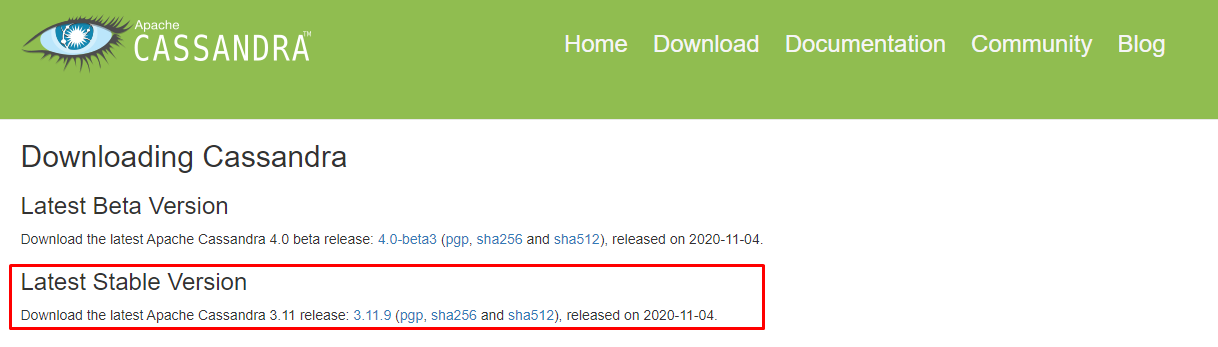 Apache
CASSANDRA™
Home Download Documentation Community Blog
Downloading Cassandra
Latest Beta Version
Download the latest Apache Cassandra 4.0 beta release: 4.0-beta3 (pgp, sha256 and sha512), released on 2020-11-04.
Latest Stable Version
Download the latest Apache Cassandra 3.11 release: 3.11.9 (pgp, sha256 and sha512), released on 2020-11-04.